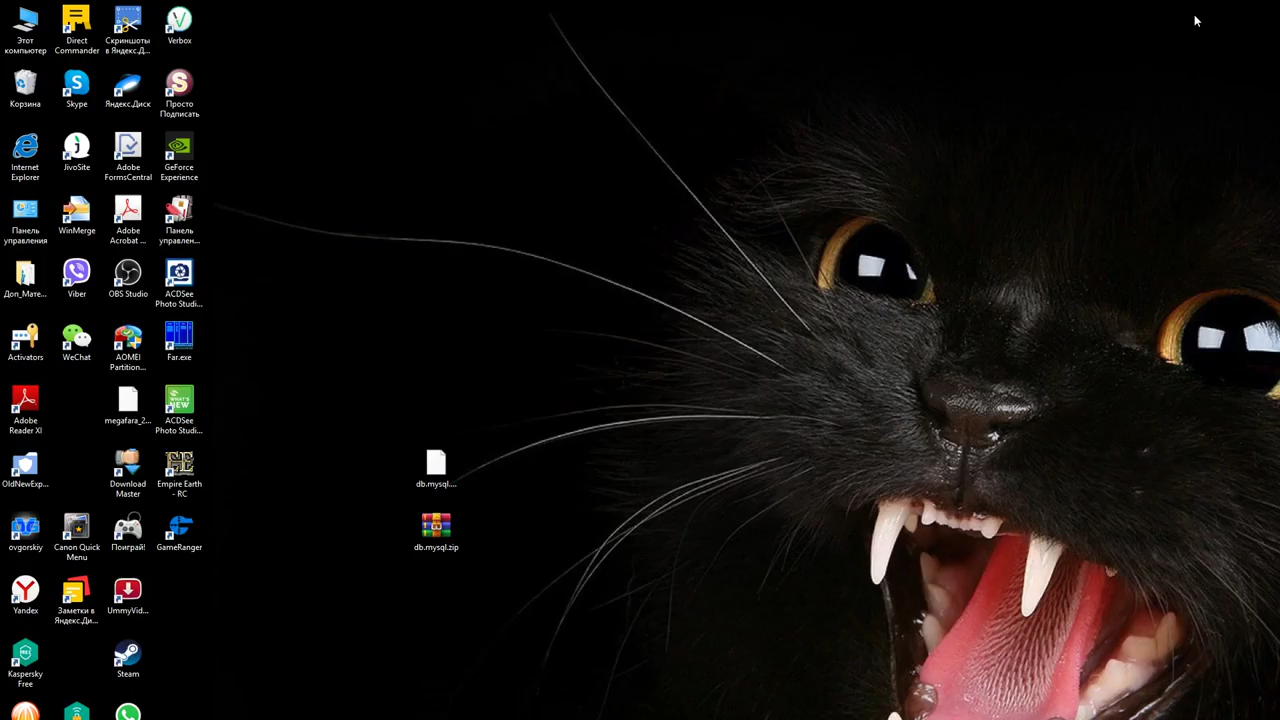 Этот
компьютер
Direct
Commander
Скриншоты
в Яндекс.Д...
Verbox
Корзина
Skype
Яндекс.Диск
Просто
Подписать
Internet
Explorer
JivoSite
Adobe
FormsCentral
GeForce
Experience
Панель
управления
WinMerge
Adobe
Acrobat ...
Панель
управлен...
Доп_Мате...
Viber
OBS Studio
ACDSee
Photo Studi...
Activators
WeChat
AOMEI
Partition...
Far.exe
Adobe
Reader XI
megafara_2...
WHAT'S
NEW
ACDSee
Photo Studi...
OldNewExp...
Download
Master
Empire Earth
- RC
db.mysql....
ovgorskiy
Canon Quick
Menu
Поиграй!
GameRanger
db.mysql.zip
Yandex
Заметки в
Яндекс.Ди...
UmmyVid...
Kaspersky
Free
Steam